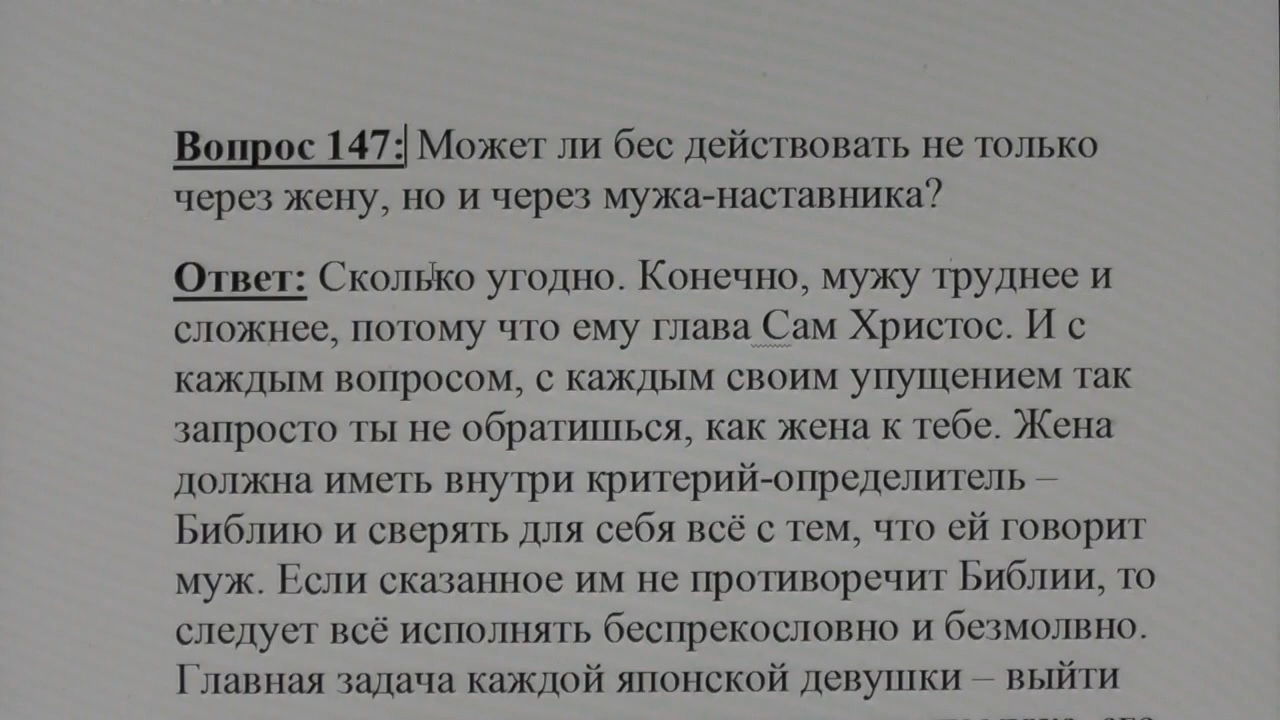 Вопрос 147: Может ли бес действовать не только
через жену, но и через мужа-наставника?
Ответ: Сколько угодно. Конечно, мужу труднее и
сложнее, потому что ему глава Сам Христос. И с
каждым вопросом, с каждым своим упущением так
запросто ты не обратишься, как жена к тебе. Жена
должна иметь внутри критерий-определитель –
Библию и сверять для себя всё с тем, что ей говорит
муж. Если сказанное им не противоречит Библии, то
следует всё исполнять беспрекословно и безмолвно.
Главная задача каждой японской девушки – выйти